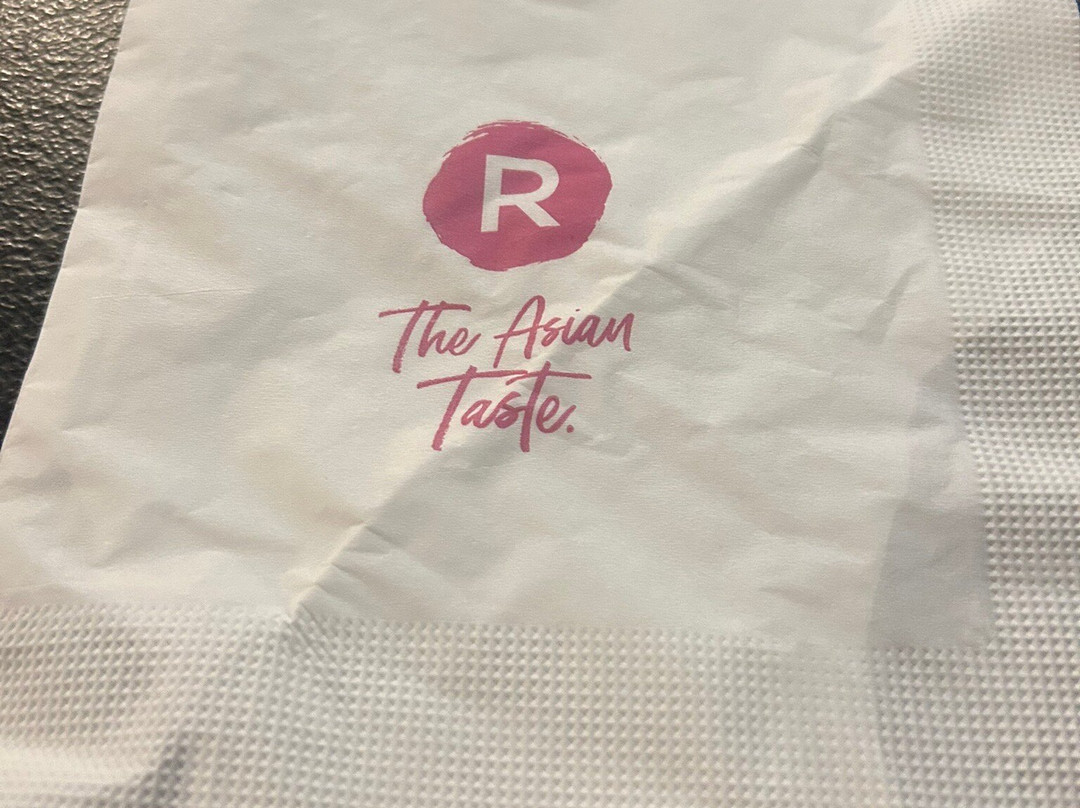 R
The Asian
Taste.